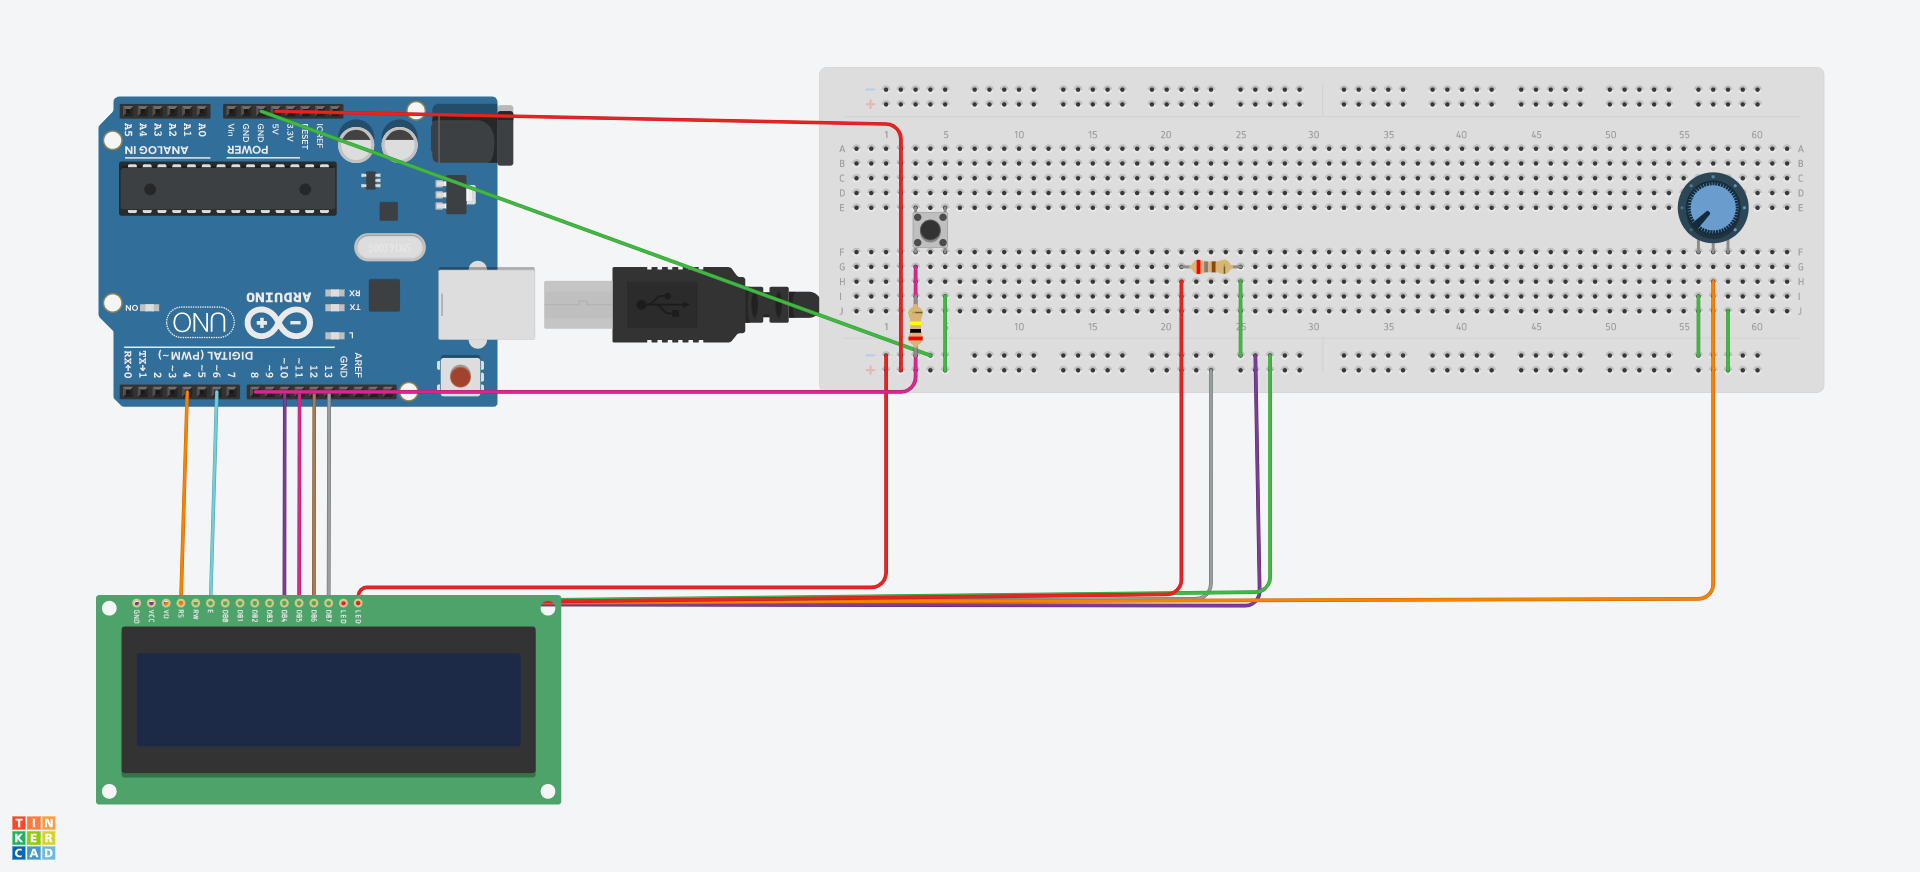 A5 A4 A3 A2 A1 A0
Vin GND GND 5V 3.3V RESET IOREF
ANALOG IN POWER
ON
UNO
ARDUINO
RX
TX
L
DIGITAL (PWM ~)
RX←0 TX→1 2 ~3 4 ~5 ~6 7 8 ~9 ~10 ~11 12 13 GND AREF
− +
1 5 10 15 20 25 30 35 40 45 50 55 60
A A
B B
C C
D D
E E
F F
G G
H H
I I
J J
1 5 10 15 20 25 30 35 40 45 50 55 60
− +
GND VCC V0 RS RW E DB0 DB1 DB2 DB3 DB4 DB5 DB6 DB7 LED LED
TIN
KER
CAD